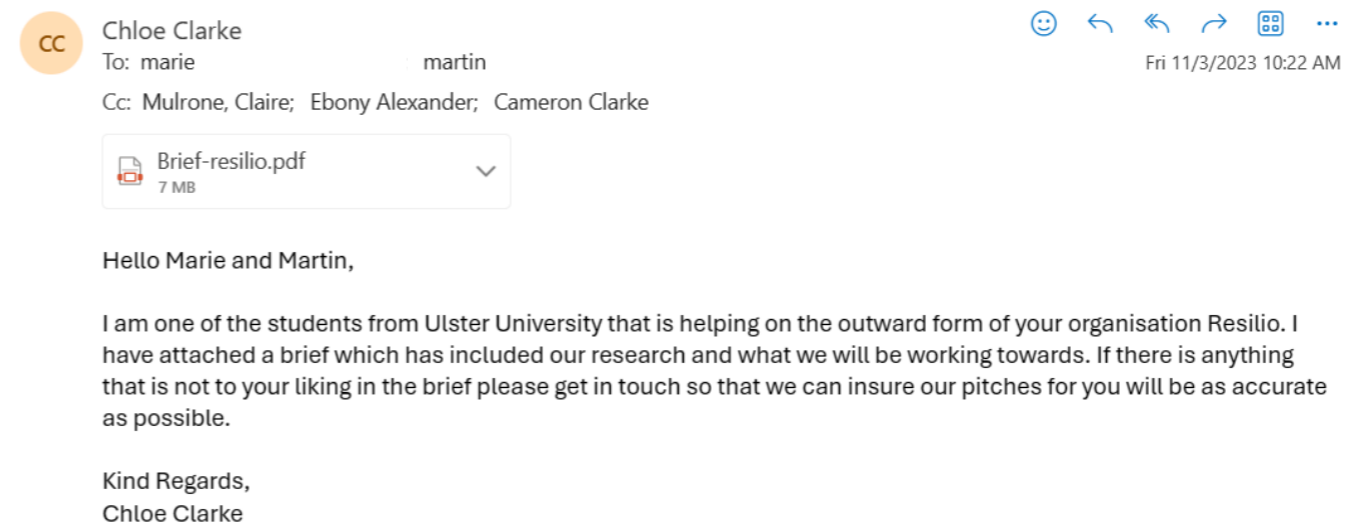 CC
Chloe Clarke
To: marie martin
Fri 11/3/2023 10:22 AM
Cc: Mulrone, Claire; Ebony Alexander; Cameron Clarke
Brief-resilio.pdf
7 MB
Hello Marie and Martin,
I am one of the students from Ulster University that is helping on the outward form of your organisation Resilio. I
have attached a brief which has included our research and what we will be working towards. If there is anything
that is not to your liking in the brief please get in touch so that we can insure our pitches for you will be as accurate
as possible.
Kind Regards,
Chloe Clarke